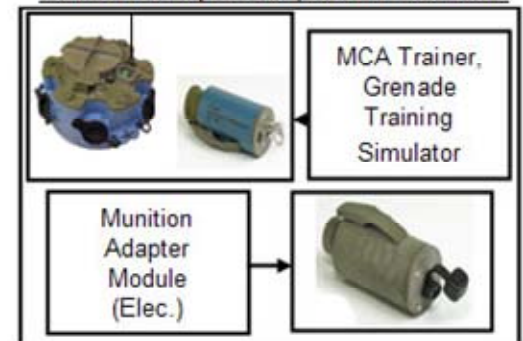 MCA Trainer,
Grenade
Training
Simulator
Munition
Adapter
Module
(Elec.)